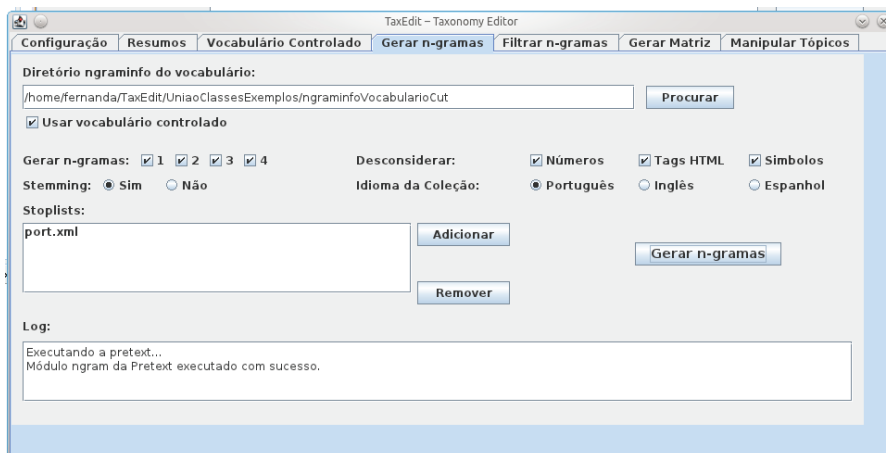 TaxEdit – Taxonomy Editor
Configuração Resumos Vocabulário Controlado Gerar n-gramas Filtrar n-gramas Gerar Matriz Manipular Tópicos
Diretório ngraminfo do vocabulário:
/home/fernanda/TaxEdit/UniaoClassesExemplos/ngraminfoVocabularioCut Procurar
Usar vocabulário controlado
Gerar n-gramas: 1 2 3 4 Desconsiderar: Números Tags HTML Simbolos
Stemming: Sim Não Idioma da Coleção: Português Inglês Espanhol
Stoplists:
port.xml Adicionar
Gerar n-gramas
Remover
Log:
Executando a pretext...
Módulo ngram da Pretext executado com sucesso.